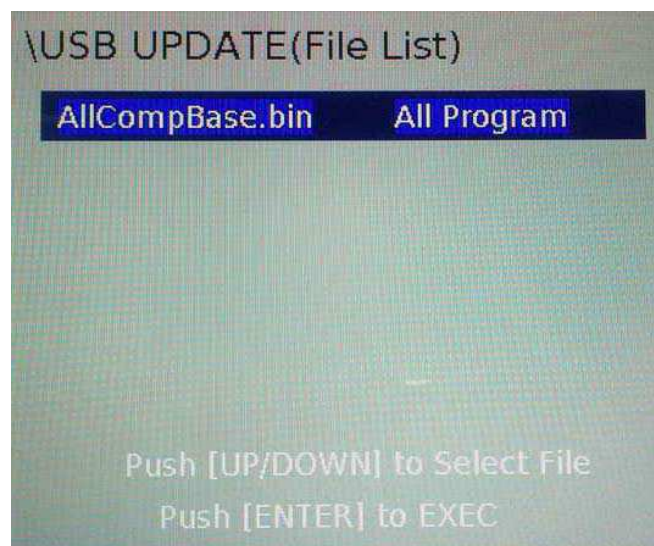 \USB UPDATE(File List)
AllCompBase.bin All Program
Push [UP/DOWN] to Select File
Push [ENTER] to EXEC